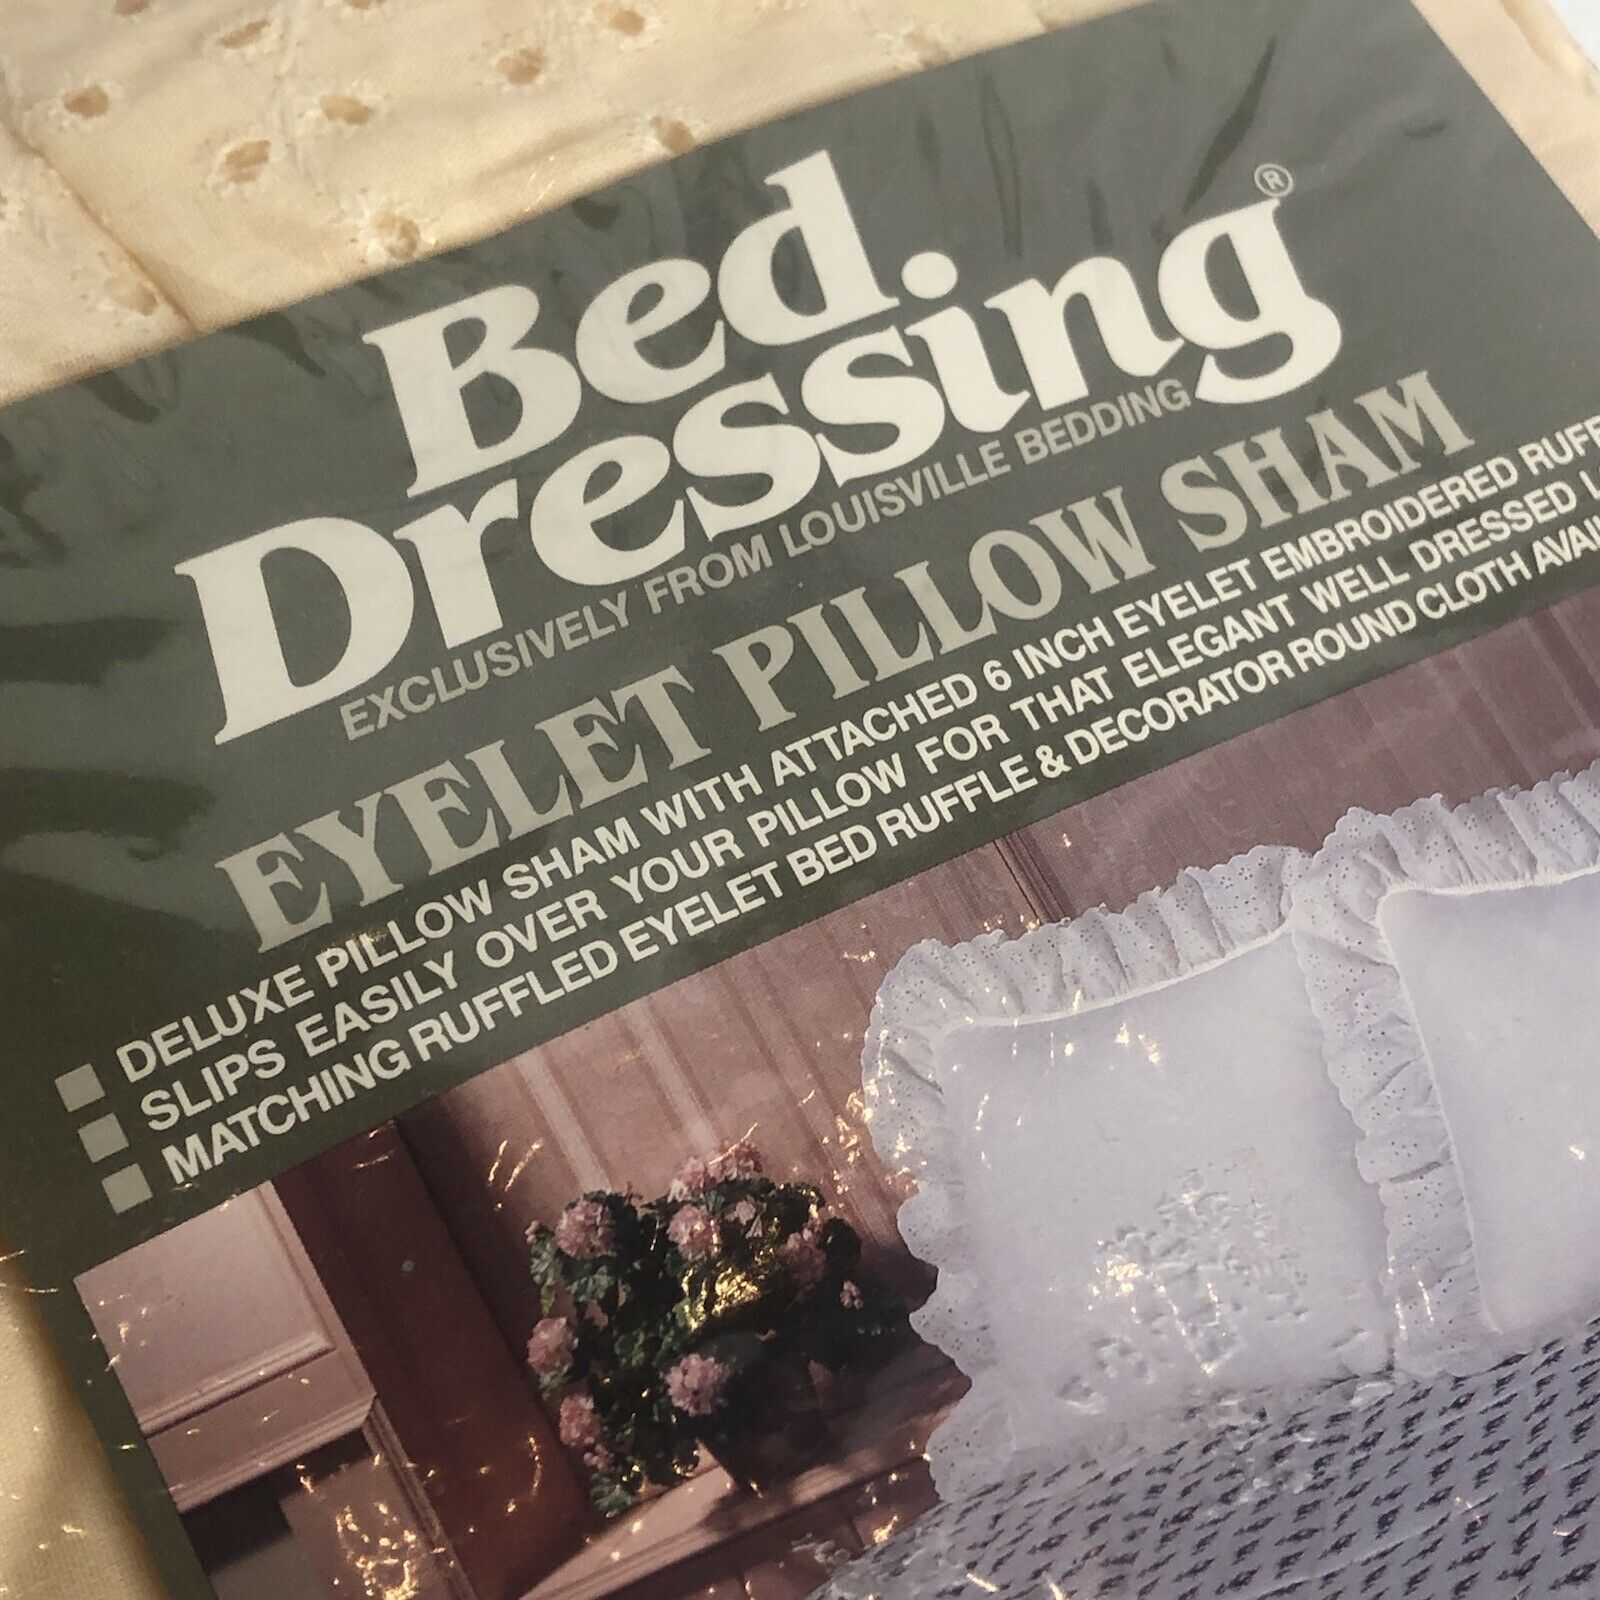 Bed
Dressing®
EXCLUSIVELY FROM LOUISVILLE BEDDING
EYELET PILLOW SHAM
DELUXE PILLOW SHAM WITH ATTACHED 6 INCH EYELET EMBROIDERED
SLIPS EASILY OVER YOUR PILLOW FOR THAT ELEGANT WELL DRESSED
MATCHING RUFFLED EYELET BED RUFFLE & DECORATOR ROUND CLOTH